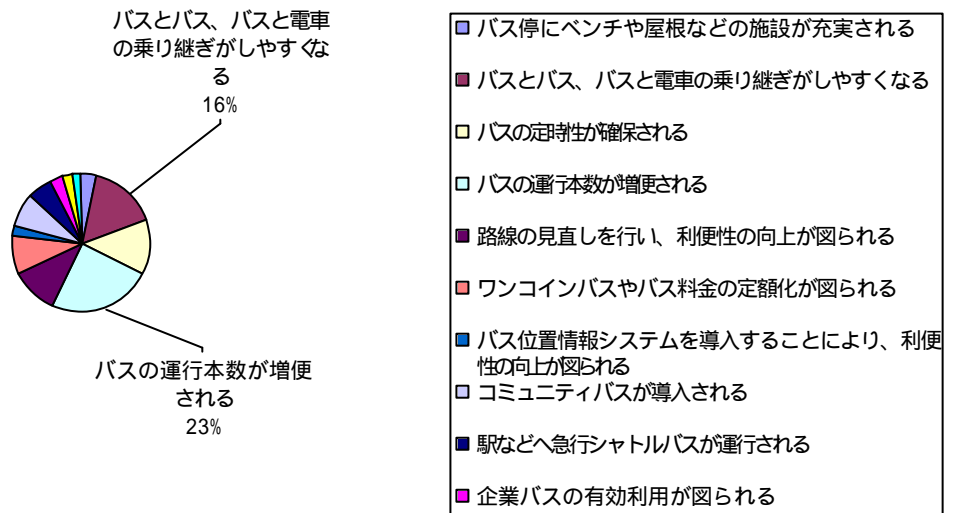 バスとバス、バスと電車
の乗り継ぎがしやすくな
る
16%
バスの運行本数が増便
される
23%
バス停にベンチや屋根などの施設が充実される
バスとバス、バスと電車の乗り継ぎがしやすくなる
バスの定時性が確保される
バスの運行本数が増便される
路線の見直しを行い、利便性の向上が図られる
ワンコインバスやバス料金の定額化が図られる
バス位置情報システムを導入することにより、利便
性の向上が図られる
コミュニティバスが導入される
駅などへ急行シャトルバスが運行される
企業バスの有効利用が図られる